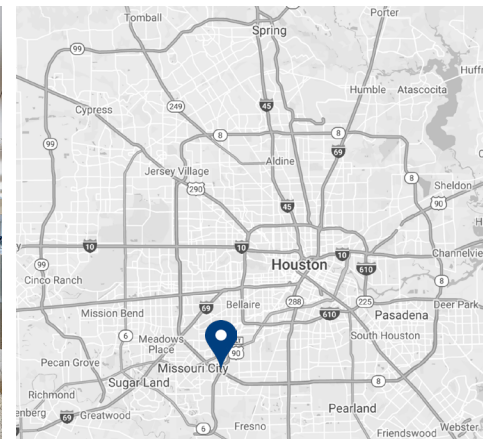 Tomball
Porter
Spring
99
Huff
Humble
Atascocita
45
Cypress
249
99
8
8
69
Aldine
Jersey Village
8
Sheldon
290
90
45
10
10
10
Channelvie
99
Houston
610
Cinco Ranch
288
225
Deer Park
69
Bellaire
Pasadena
Mission Bend
610
6
Meadows
Place
South Houston
90
Pecan Grove
Missouri City
Sugar Land
8
Richmond
enberg
69
Greatwood
Pearland
6
Fresno
Friendswood
Webster